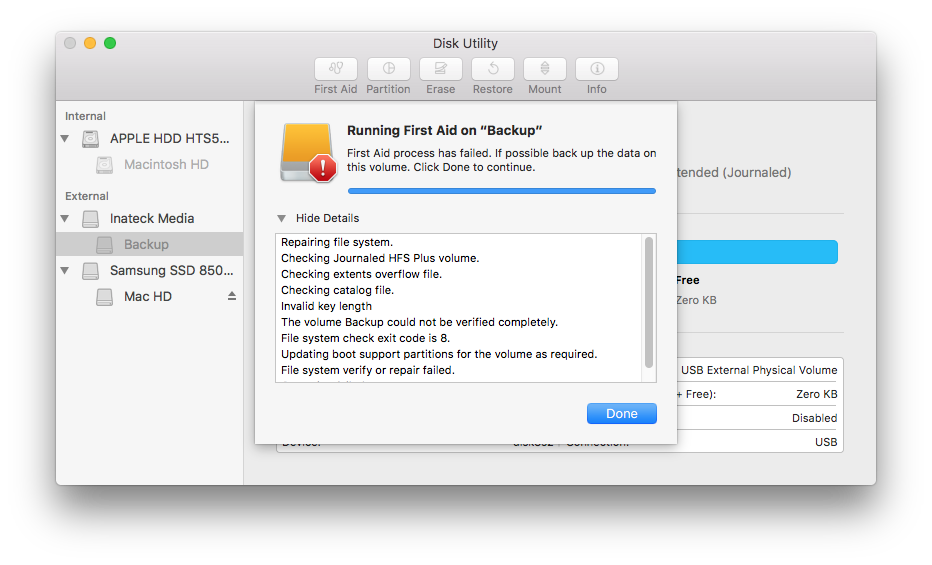 Disk Utility
First Aid
Partition
Erase
Restore
Mount
Info
Internal
APPLE HDD HTS5...
Macintosh HD
External
Inateck Media
Backup
Samsung SSD 850...
Mac HD
Running First Aid on “Backup”
First Aid process has failed. If possible back up the data on
this volume. Click Done to continue.
Hide Details
Repairing file system.
Checking Journaled HFS Plus volume.
Checking extents overflow file.
Checking catalog file.
Invalid key length
The volume Backup could not be verified completely.
File system check exit code is 8.
Updating boot support partitions for the volume as required.
File system verify or repair failed.
Done
tended (Journaled)
Free
Zero KB
USB External Physical Volume
+ Free):
Zero KB
Disabled
USB